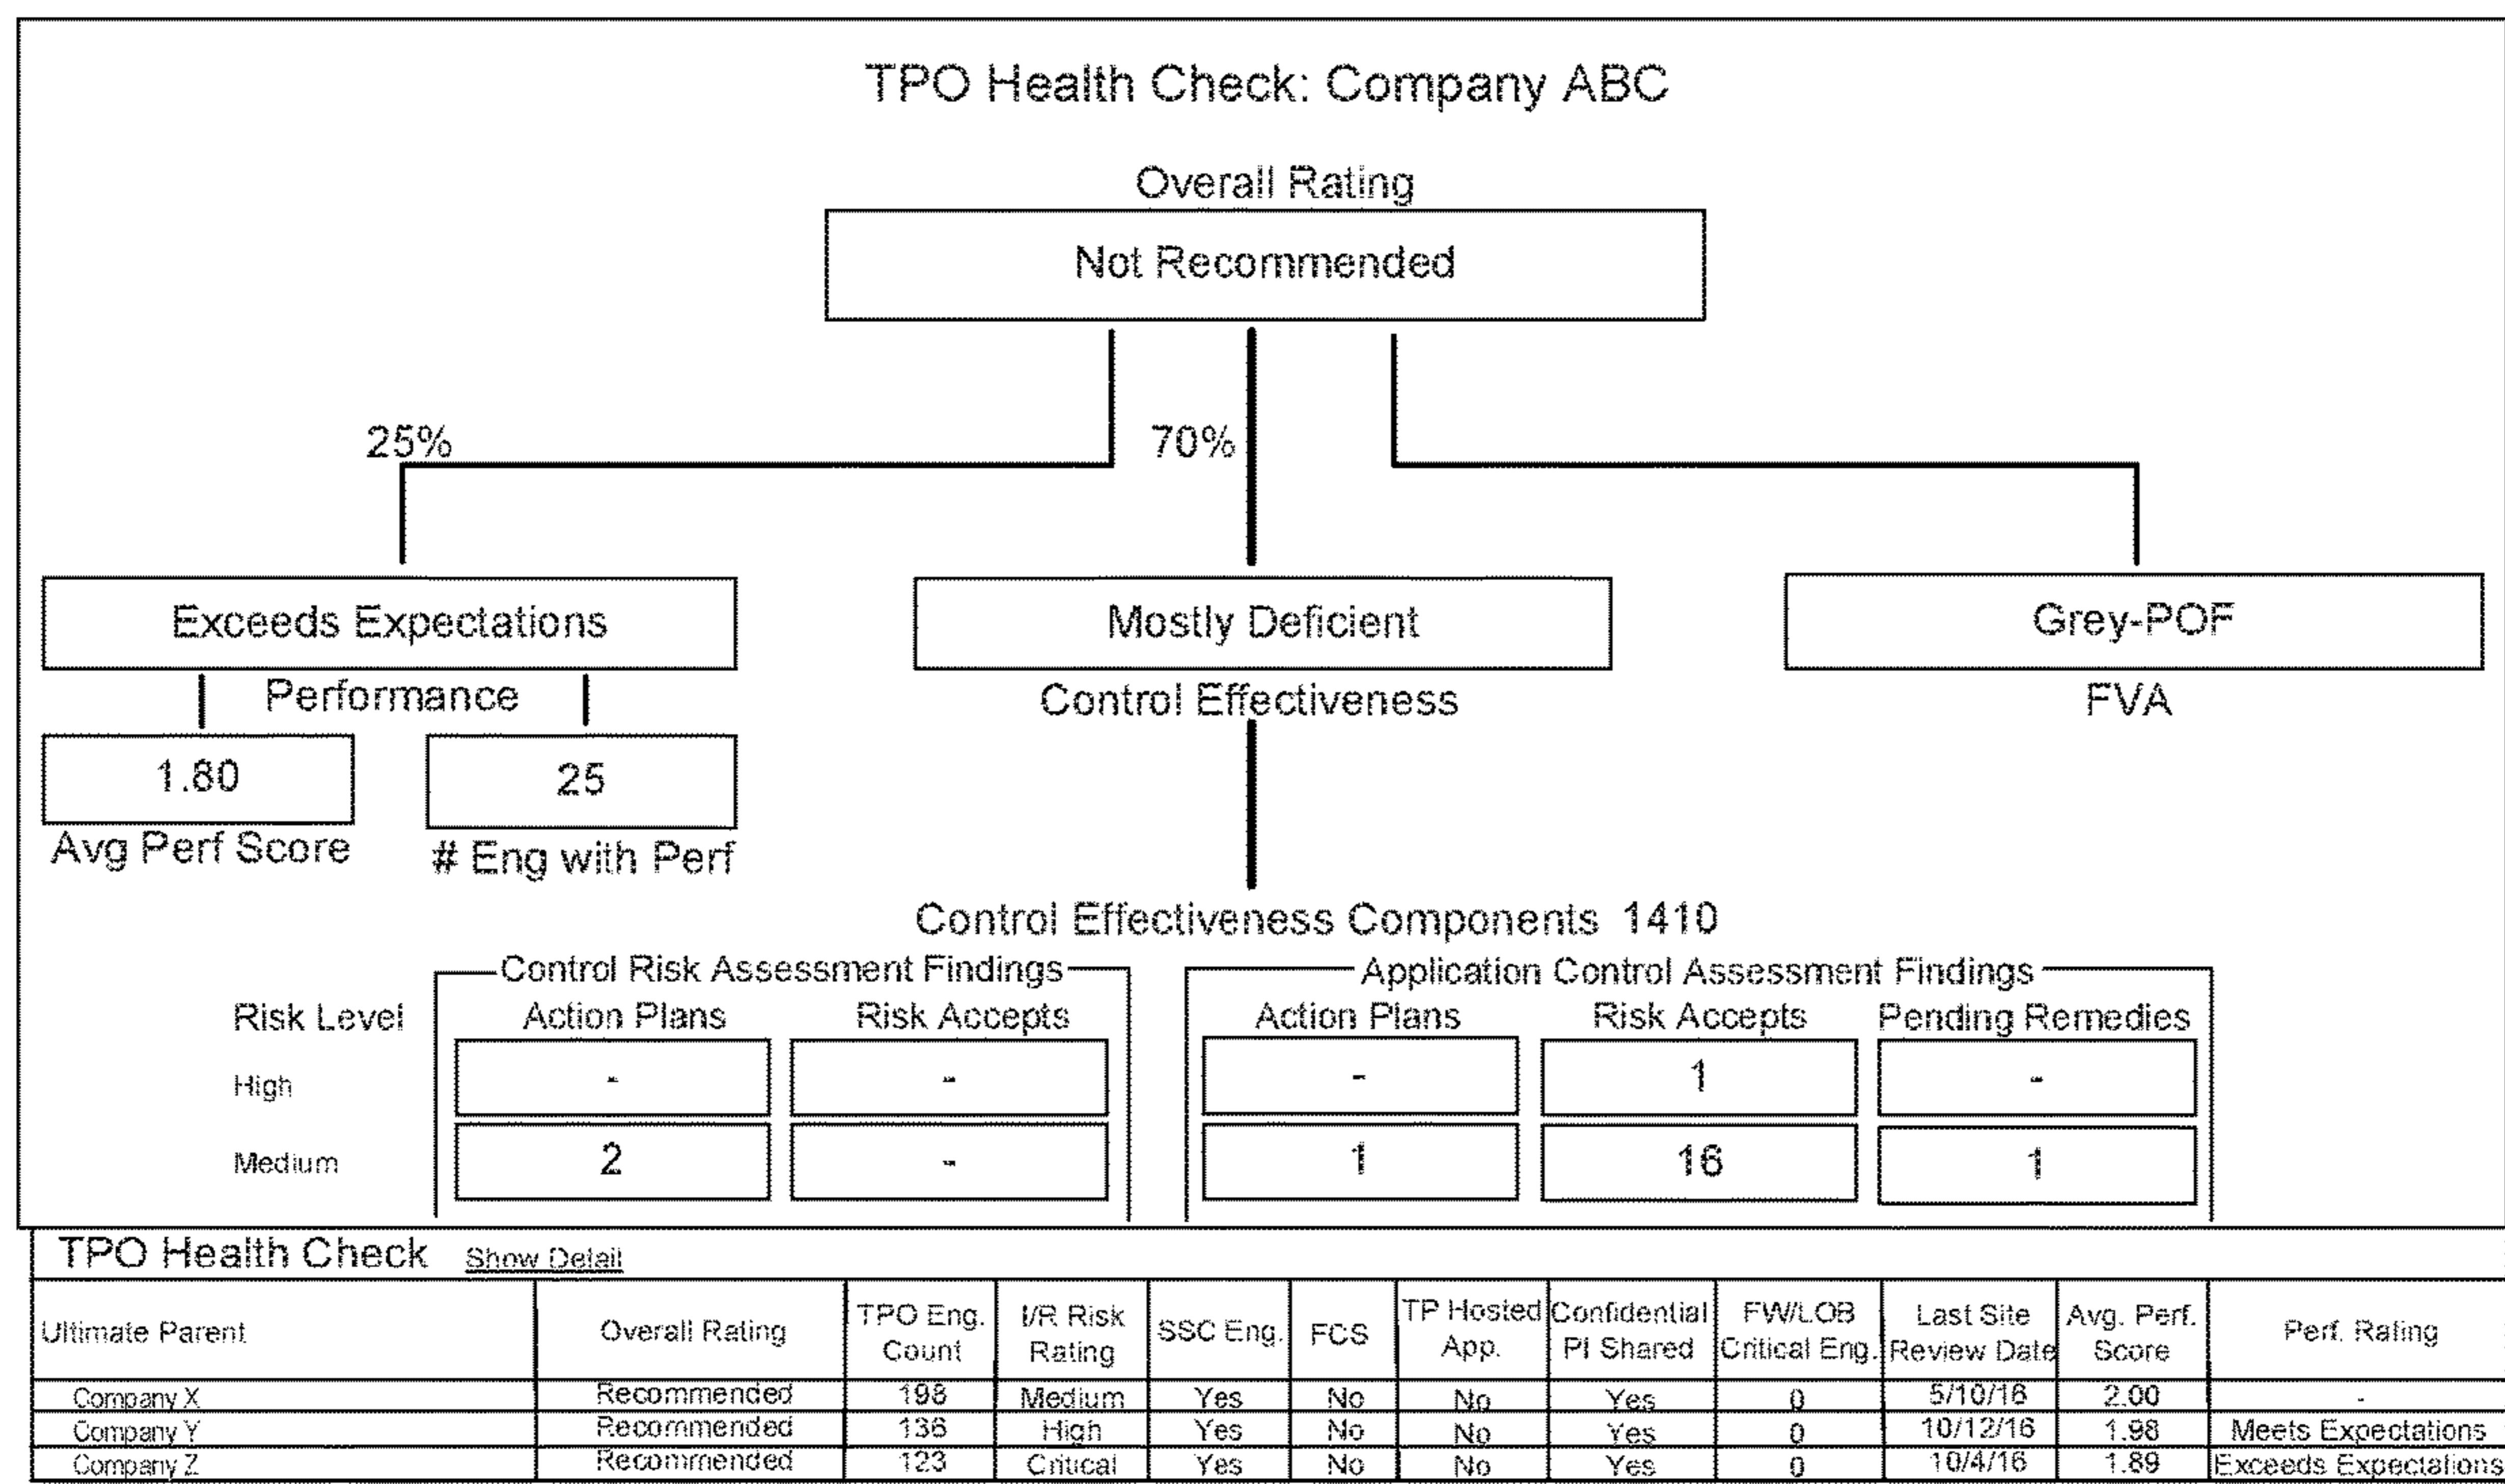 TPO Health Check: Company ABC
Overall Rating
Not Recommended
25% 70%
Exceeds Expectations Mostly Deficient Grey-POF
Performance Control Effectiveness FVA
1.80 25
Avg Perf Score # Eng with Perf
Control Effectiveness Components 1410
Control Risk Assessment Findings Application Control Assessment Findings
Risk Level Action Plans Risk Accepts Action Plans Risk Accepts Pending Remedies
High - - - 1 -
Medium 2 - 1 16 1
TPO Health Check Show Detail
Ultimate Parent Overall Rating TPO Eng. Count I/R Risk Rating SSC Eng. FCS TP Hosted App. Confidential PI Shared FW/LOB Critical Eng. Last Site Review Date Avg. Perf. Score Perf. Rating
Company X Recommended 198 Medium Yes No No Yes 0 5/10/16 2.00 -
Company Y Recommended 136 High Yes No No Yes 0 10/12/16 1.98 Meets Expectations
Company Z Recommended 123 Critical Yes No No Yes 0 10/4/16 1.89 Exceeds Expectations